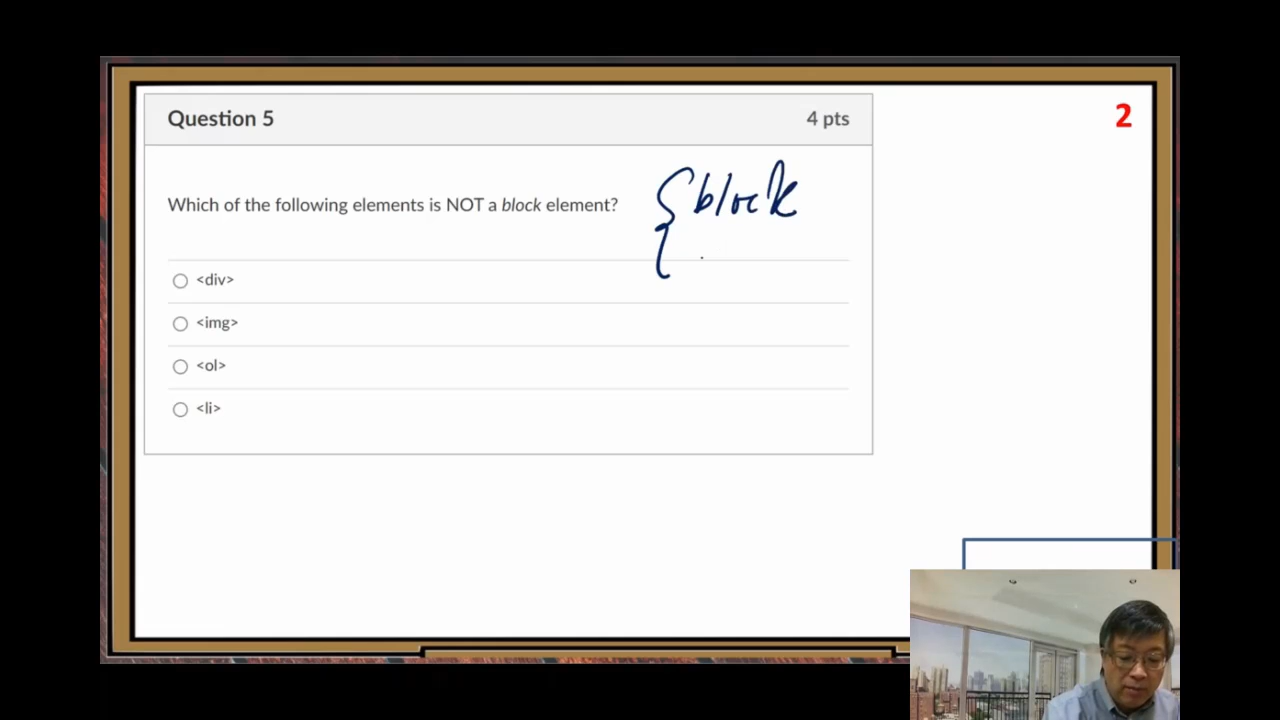 Question 5 4 pts
2
Which of the following elements is NOT a block element?
block
<div>
<img>
<ol>
<li>